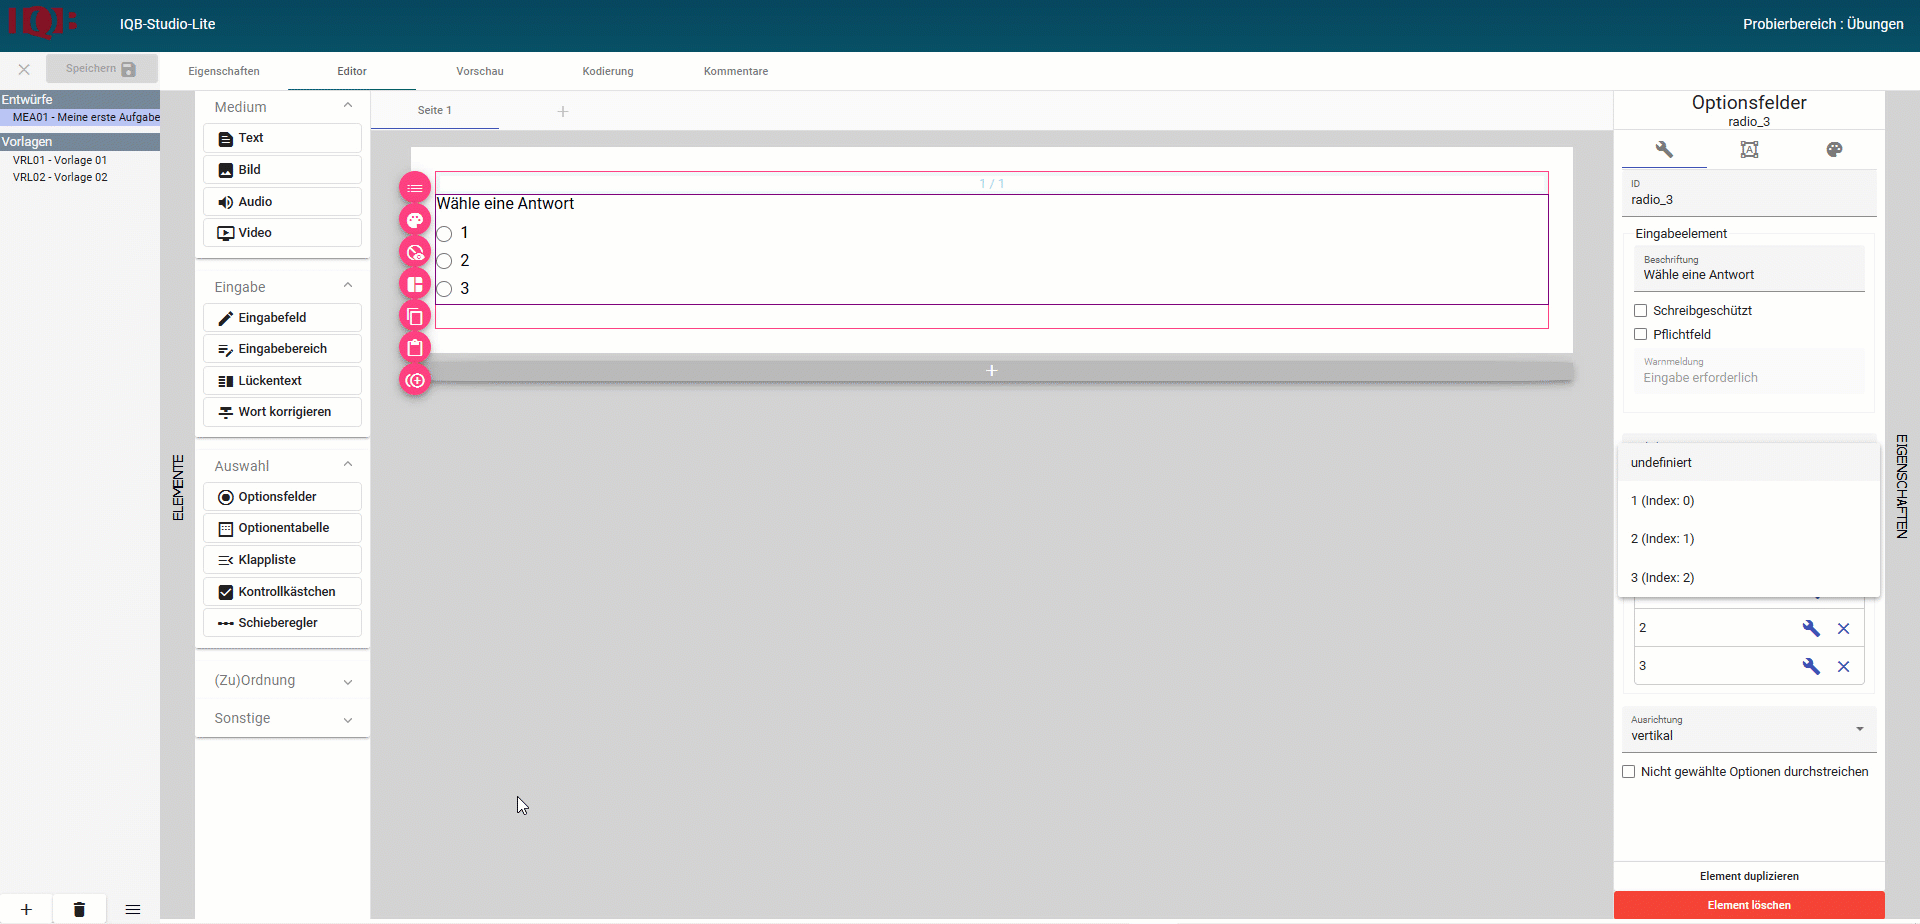 IQB:
IQB-Studio-Lite
Probierbereich : Übungen
Speichern
Entwürfe
MEA01 - Meine erste Aufgabe
Vorlagen
VRL01 - Vorlage 01
VRL02 - Vorlage 02
Eigenschaften
Editor
Vorschau
Kodierung
Kommentare
ELEMENTE
Medium
Text
Bild
Audio
Video
Eingabe
Eingabefeld
Eingabebereich
Lückentext
Wort korrigieren
Auswahl
Optionsfelder
Optionentabelle
Klappliste
Kontrollkästchen
Schieberegler
(Zu)Ordnung
Sonstige
Seite 1
1 / 1
Wähle eine Antwort
1
2
3
Optionsfelder
radio_3
ID
radio_3
Eingabeelement
Beschriftung
Wähle eine Antwort
Schreibgeschützt
Pflichtfeld
Warnmeldung
Eingabe erforderlich
undefiniert
1 (Index: 0)
2 (Index: 1)
3 (Index: 2)
2
3
Ausrichtung
vertikal
Nicht gewählte Optionen durchstreichen
Element duplizieren
Element löschen
EIGENSCHAFTEN